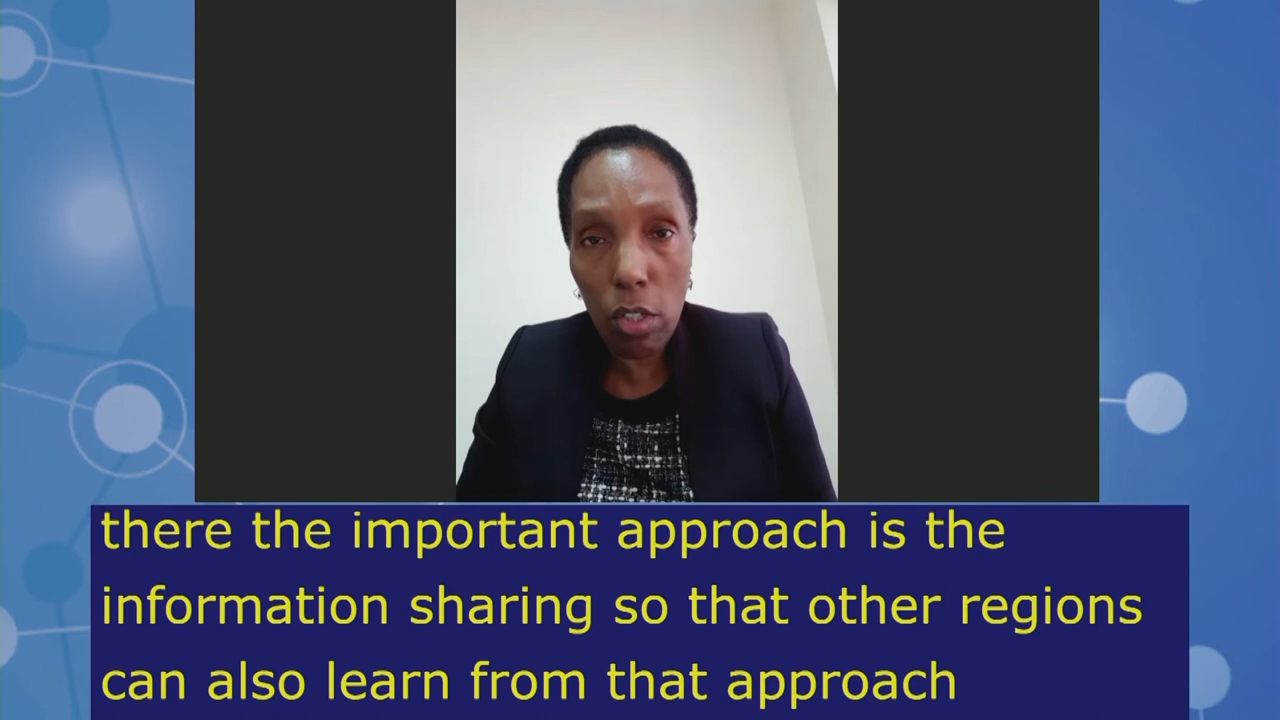 there the important approach is the
information sharing so that other regions
can also learn from that approach